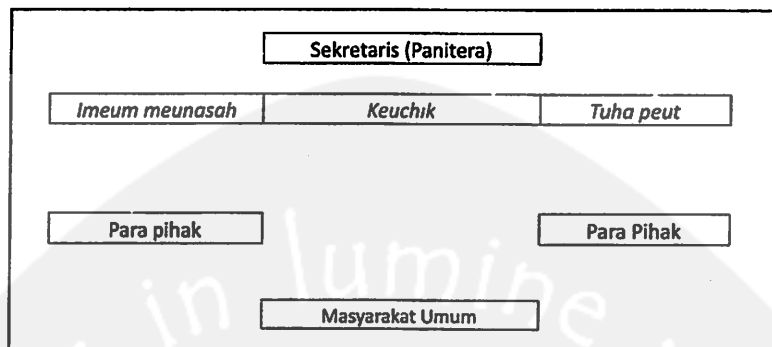 Sekretaris (Panitera)
Imeum meunasah Keuchik Tuha peut
Para pihak Para Pihak
Masyarakat Umum
in lumine